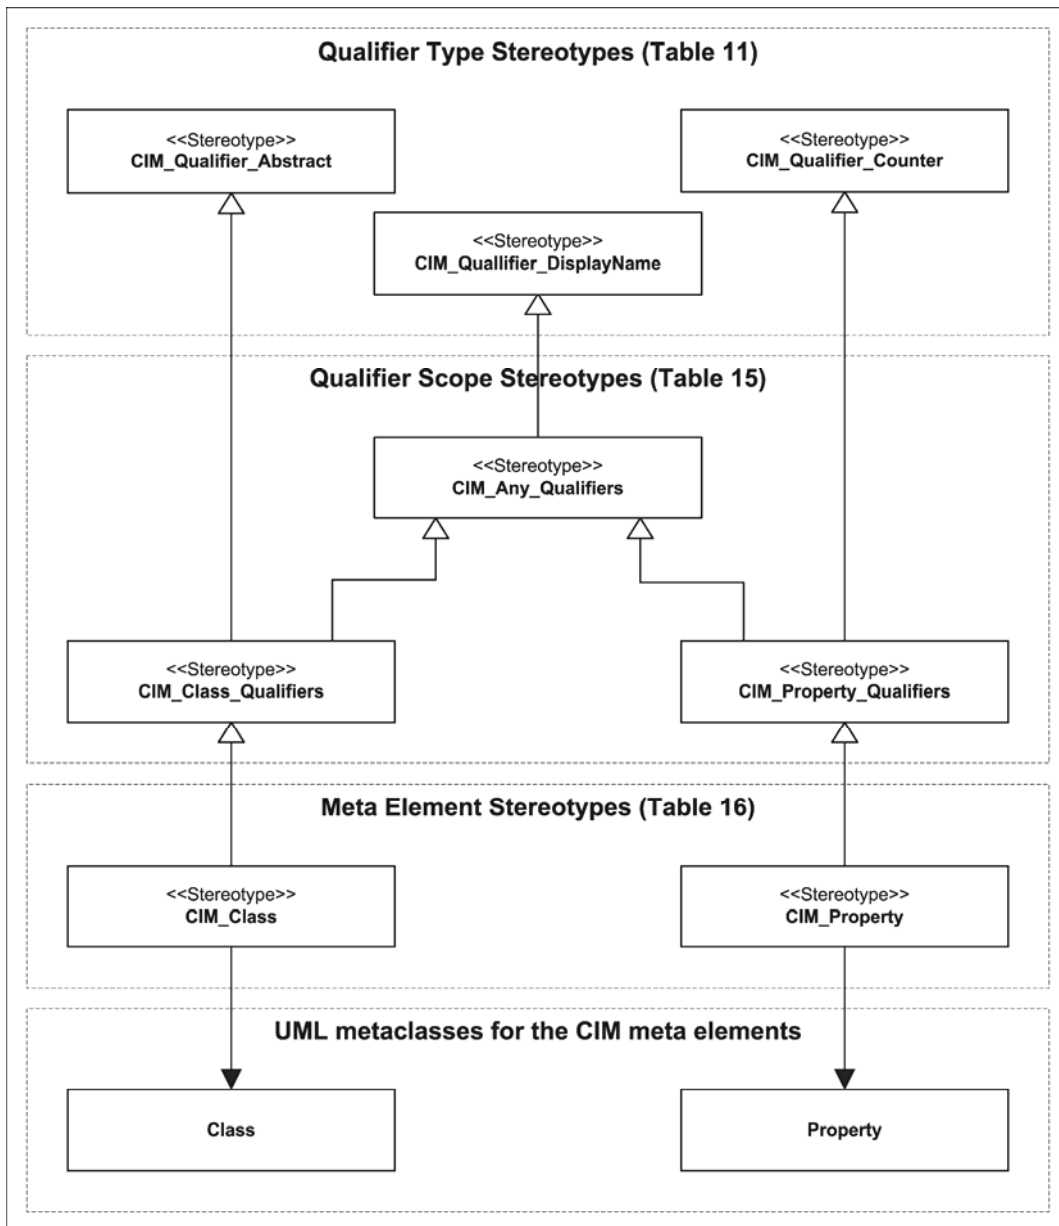 Qualifier Type Stereotypes (Table 11)
<<Stereotype>>
CIM_Qualifier_Abstract
<<Stereotype>>
CIM_Qualifier_Counter
<<Stereotype>>
CIM_Quallifier_DisplayName
Qualifier Scope Stereotypes (Table 15)
<<Stereotype>>
CIM_Any_Qualifiers
<<Stereotype>>
CIM_Class_Qualifiers
<<Stereotype>>
CIM_Property_Qualifiers
Meta Element Stereotypes (Table 16)
<<Stereotype>>
CIM_Class
<<Stereotype>>
CIM_Property
UML metaclasses for the CIM meta elements
Class
Property